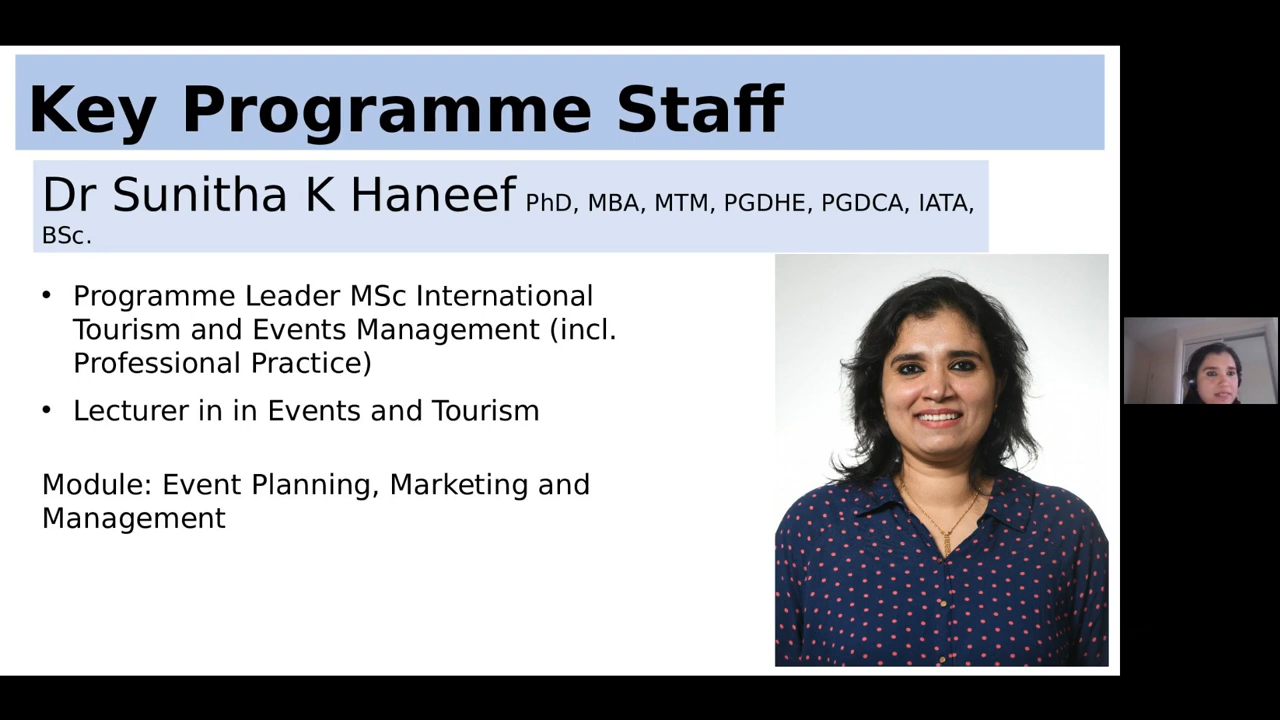 Key Programme Staff
Dr Sunitha K Haneef PhD, MBA, MTM, PGDHE, PGDCA, IATA,
BSc.
• Programme Leader MSc International
Tourism and Events Management (incl.
Professional Practice)
• Lecturer in in Events and Tourism
Module: Event Planning, Marketing and
Management